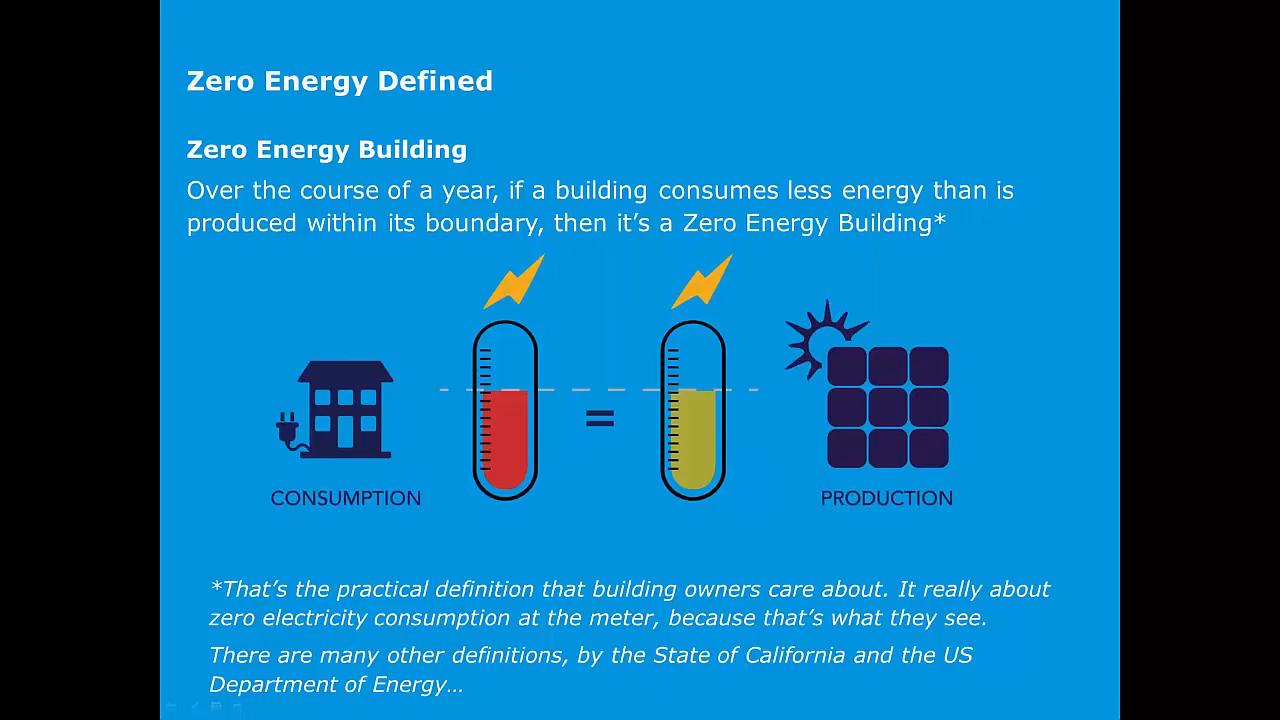 Zero Energy Defined
Zero Energy Building
Over the course of a year, if a building consumes less energy than is
produced within its boundary, then it’s a Zero Energy Building*
=
CONSUMPTION
PRODUCTION
*That’s the practical definition that building owners care about. It really about
zero electricity consumption at the meter, because that’s what they see.
There are many other definitions, by the State of California and the US
Department of Energy…